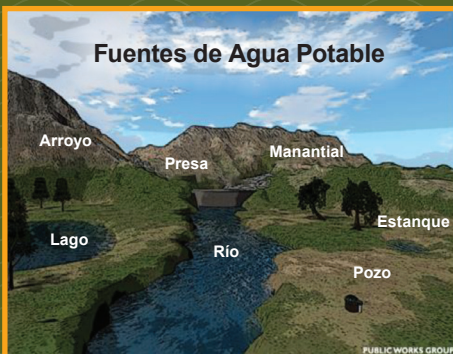 Fuentes de Agua Potable
Arroyo
Presa
Manantial
Estanque
Lago
Río
Pozo
PUBLIC WORKS GROUP